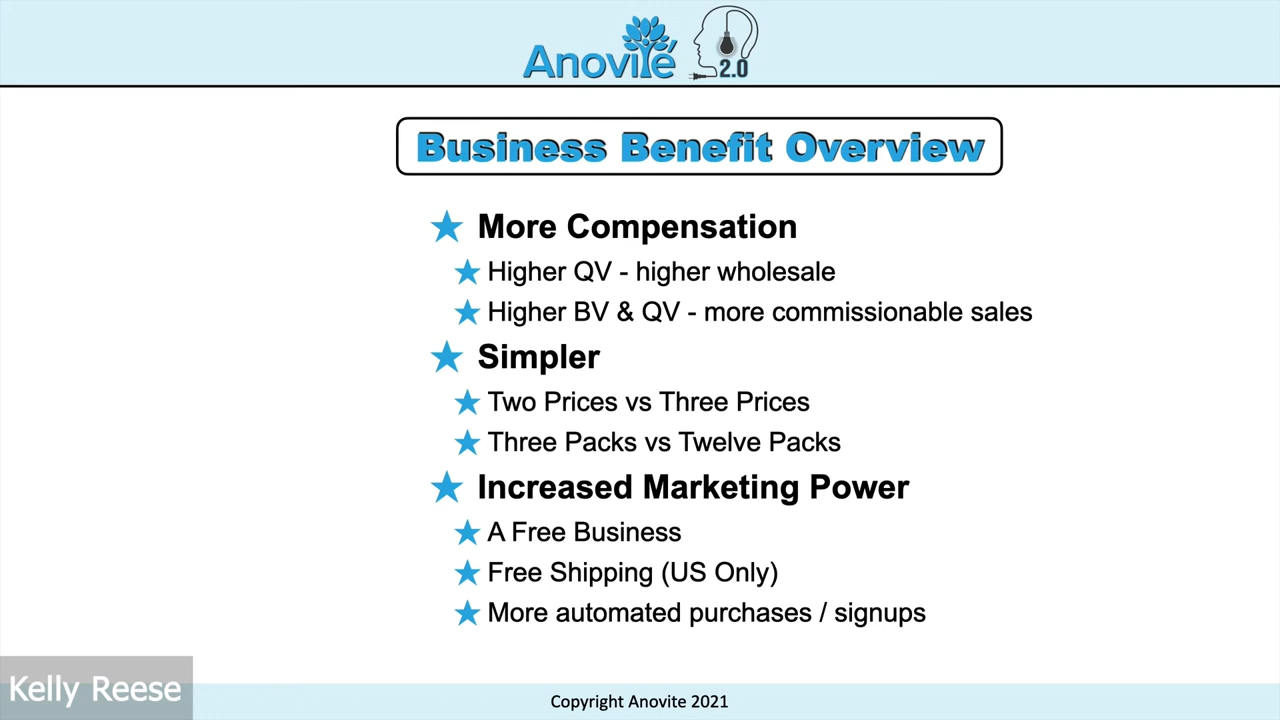 Anovite
2.0
Business Benefit Overview
More Compensation
Higher QV - higher wholesale
Higher BV & QV - more commissionable sales
Simpler
Two Prices vs Three Prices
Three Packs vs Twelve Packs
Increased Marketing Power
A Free Business
Free Shipping (US Only)
More automated purchases / signups
Kelly Reese
Copyright Anovite 2021